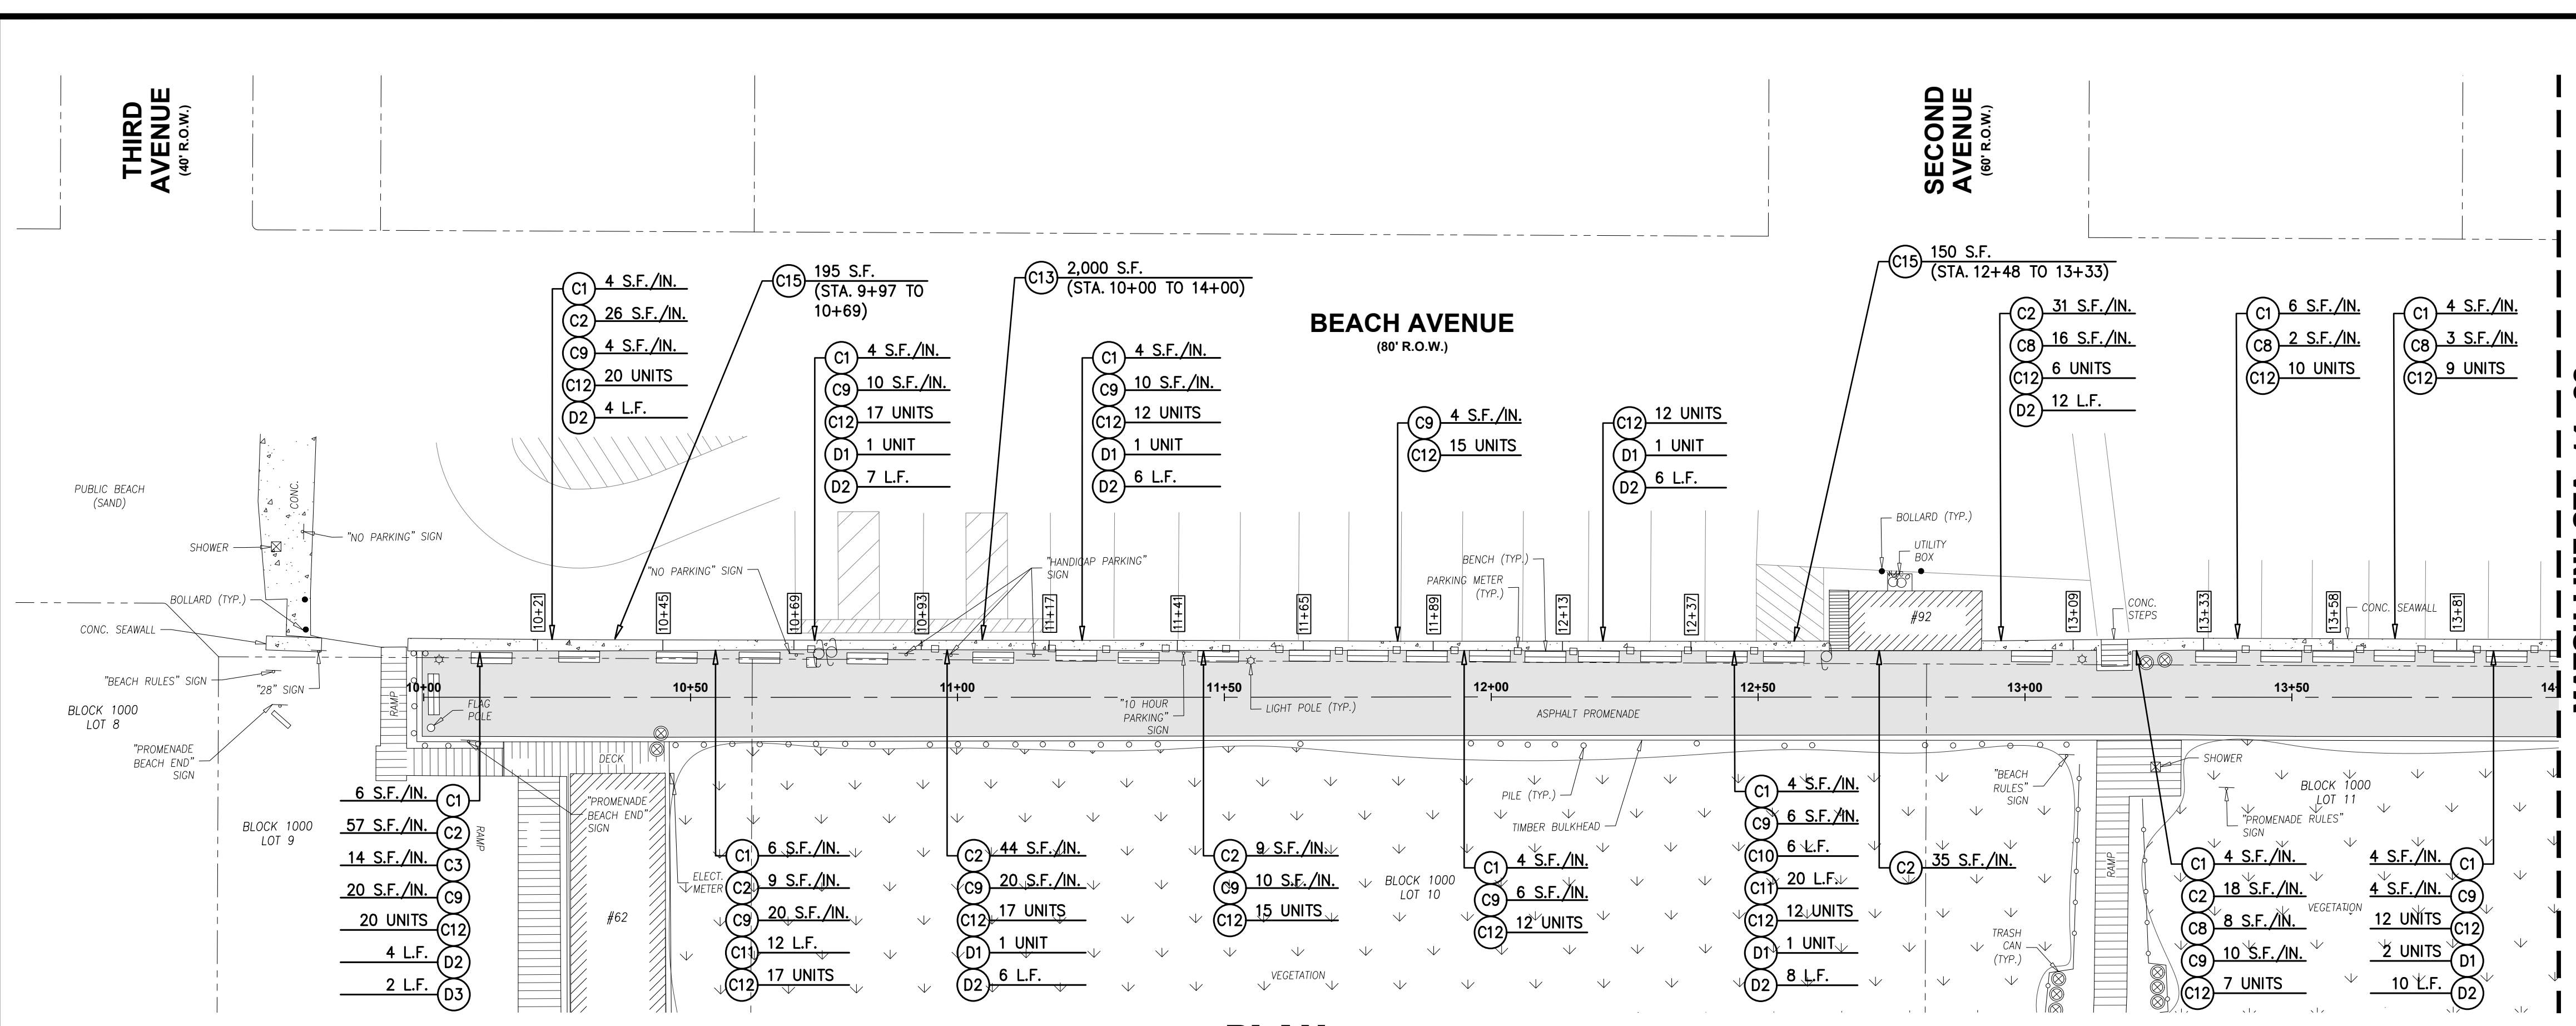 THIRD
AVENUE
(40' R.O.W.)
SECOND
AVENUE
(60' R.O.W.)
BEACH AVENUE
(80' R.O.W.)
C1 4 S.F./IN.
C2 26 S.F./IN.
C9 4 S.F./IN.
C12 20 UNITS
D2 4 L.F.
C15 195 S.F.
(STA. 9+97 TO
10+69)
C1 4 S.F./IN.
C9 10 S.F./IN.
C12 17 UNITS
D1 1 UNIT
D2 7 L.F.
C13 2,000 S.F.
(STA. 10+00 TO 14+00)
C1 4 S.F./IN.
C9 10 S.F./IN.
C12 12 UNITS
D1 1 UNIT
D2 6 L.F.
C9 4 S.F./IN.
C12 15 UNITS
C12 12 UNITS
D1 1 UNIT
D2 6 L.F.
C15 150 S.F.
(STA. 12+48 TO 13+33)
C2 31 S.F./IN.
C8 16 S.F./IN.
C12 6 UNITS
D2 12 L.F.
C1 6 S.F./IN.
C8 2 S.F./IN.
C12 10 UNITS
C1 4 S.F./IN.
C8 3 S.F./IN.
C12 9 UNITS
PUBLIC BEACH
(SAND)
CONC.
"NO PARKING" SIGN
SHOWER
BOLLARD (TYP.)
CONC. SEAWALL
"BEACH RULES" SIGN
"28" SIGN
BLOCK 1000
LOT 8
"PROMENADE
BEACH END"
SIGN
"NO PARKING" SIGN
"HANDICAP PARKING"
SIGN
BENCH (TYP.)
PARKING METER
(TYP.)
BOLLARD (TYP.)
UTILITY
BOX
#92
CONC.
STEPS
CONC. SEAWALL
10+21
10+45
10+69
10+93
11+17
11+41
11+65
11+89
12+13
12+37
13+09
13+33
13+58
13+81
10+00
10+50
11+00
11+50
12+00
12+50
13+00
13+50
14+
RAMP
FLAG
POLE
"10 HOUR
PARKING"
SIGN
LIGHT POLE (TYP.)
ASPHALT PROMENADE
DECK
"PROMENADE
BEACH END"
SIGN
RAMP
BLOCK 1000
LOT 9
#62
ELECT.
METER
PILE (TYP.)
TIMBER BULKHEAD
BLOCK 1000
LOT 10
VEGETATION
"BEACH
RULES"
SIGN
TRASH
CAN
(TYP.)
RAMP
SHOWER
"PROMENADE RULES"
SIGN
BLOCK 1000
LOT 11
VEGETATION
6 S.F./IN. C1
57 S.F./IN. C2
14 S.F./IN. C3
20 S.F./IN. C9
20 UNITS C12
4 L.F. D2
2 L.F. D3
C1 6 S.F./IN.
C2 9 S.F./IN.
C9 20 S.F./IN.
C11 12 L.F.
C12 17 UNITS
C2 44 S.F./IN.
C9 20 S.F./IN.
C12 17 UNITS
D1 1 UNIT
D2 6 L.F.
C2 9 S.F./IN.
C9 10 S.F./IN.
C12 15 UNITS
C1 4 S.F./IN.
C9 6 S.F./IN.
C12 12 UNITS
C1 4 S.F./IN.
C9 6 S.F./IN.
C10 6 L.F.
C11 20 L.F.
C12 12 UNITS
D1 1 UNIT
D2 8 L.F.
C2 35 S.F./IN.
C1 4 S.F./IN.
C2 18 S.F./IN.
C8 8 S.F./IN.
C9 10 S.F./IN.
C12 7 UNITS
4 S.F./IN. C1
4 S.F./IN. C9
12 UNITS C12
2 UNITS D1
10 L.F. D2